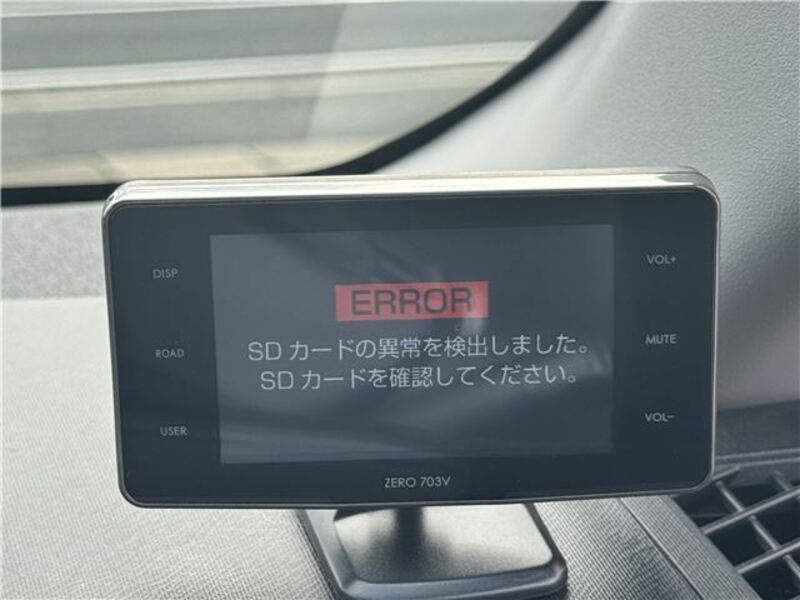 DISP
ROAD
USER
ERROR
SD カードの異常を検出しました。
SD カードを確認してください。
VOL+
MUTE
VOL−
ZERO 703V